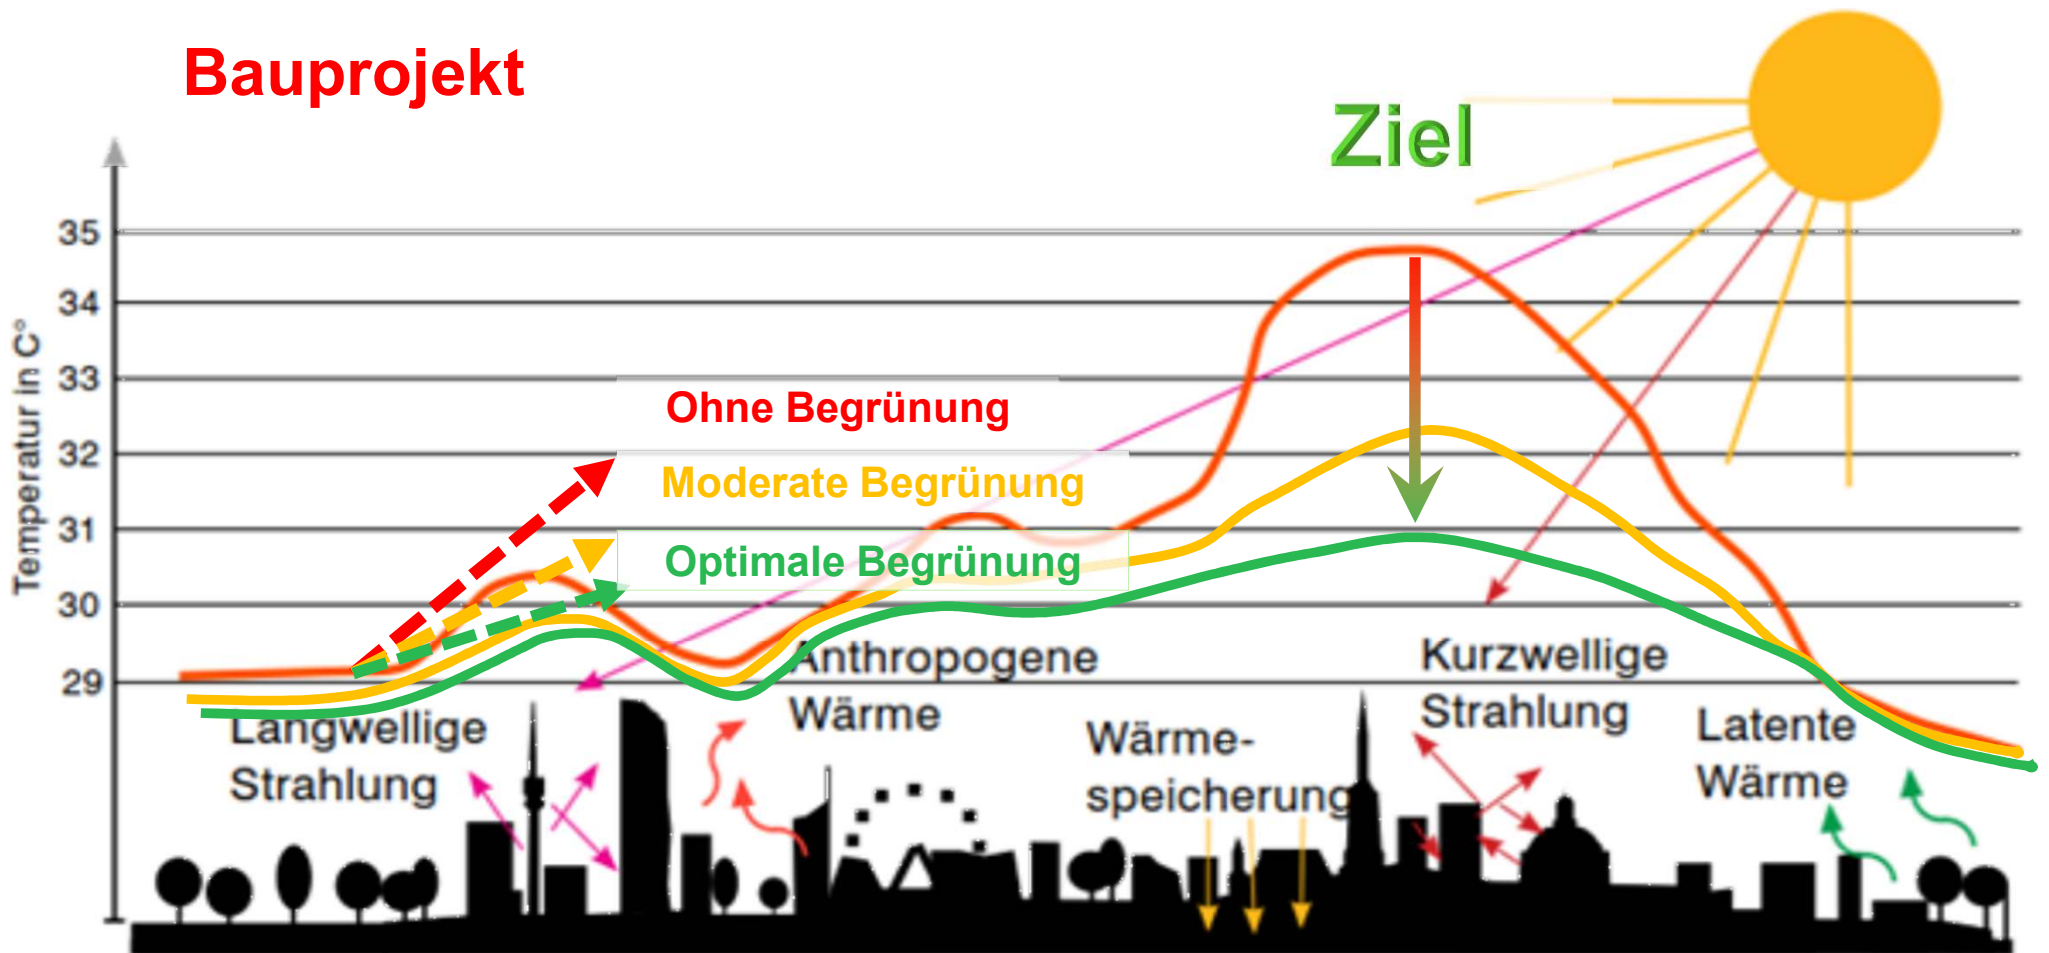 Bauprojekt
Ziel
35
34
33
32
31
30
29
Temperatur in C°
Ohne Begrünung
Moderate Begrünung
Optimale Begrünung
Langwellige
Strahlung
Anthropogene
Wärme
Wärme-
speicherung
Kurzwellige
Strahlung
Latente
Wärme